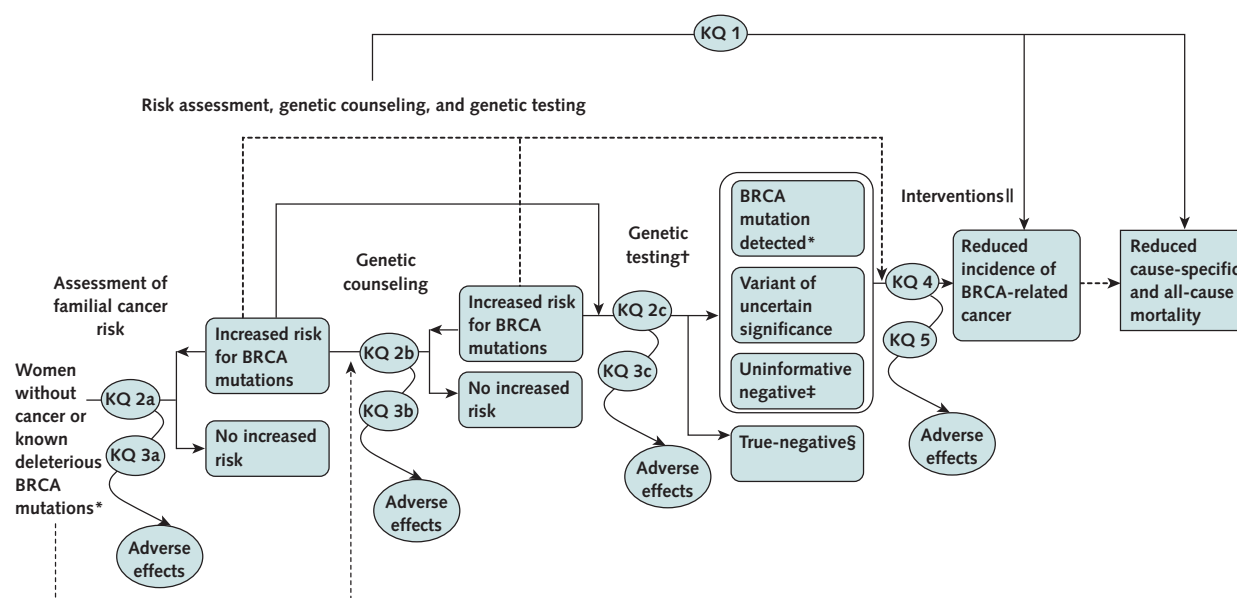 KQ 1
Risk assessment, genetic counseling, and genetic testing
Assessment of
familial cancer
risk
Women
without
cancer or
known
deleterious
BRCA
mutations*
KQ 2a
KQ 3a
Adverse
effects
Increased risk
for BRCA
mutations
No increased
risk
Genetic
counseling
KQ 2b
KQ 3b
Adverse
effects
Increased risk
for BRCA
mutations
No increased
risk
Genetic
testing†
KQ 2c
KQ 3c
Adverse
effects
BRCA
mutation
detected*
Variant of
uncertain
significance
Uninformative
negative‡
True-negative§
Interventions||
KQ 4
KQ 5
Adverse
effects
Reduced
incidence of
BRCA-related
cancer
Reduced
cause-specific
and all-cause
mortality